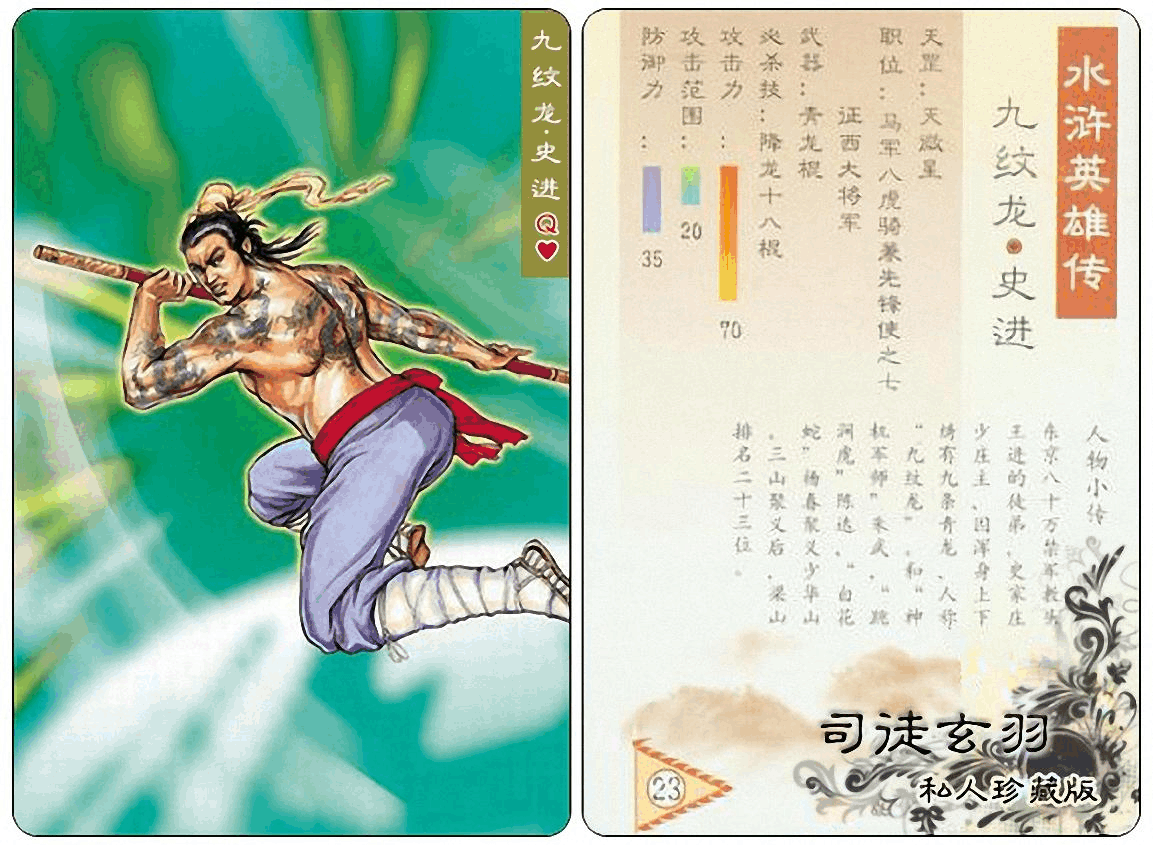 九纹龙·史进
Q
水浒英雄传
九纹龙·史进
天罡：天微星
职位：马军八虎骑兼先锋使之七
征西大将军
武器：青龙棍
必杀技：降龙十八棍
攻击力：
70
攻击范围：
20
防御力：
35
人物小传
东京八十万禁军教头
王进的徒弟，史家庄
少庄主、因浑身上下
绣有九条青龙、人称
“九纹龙”。和“神
机军师”朱武，“跳
涧虎”陈达、“白花
蛇”杨春聚义少华山
。三山聚义后，梁山
排名二十三位。
司徒玄羽
私人珍藏版
23